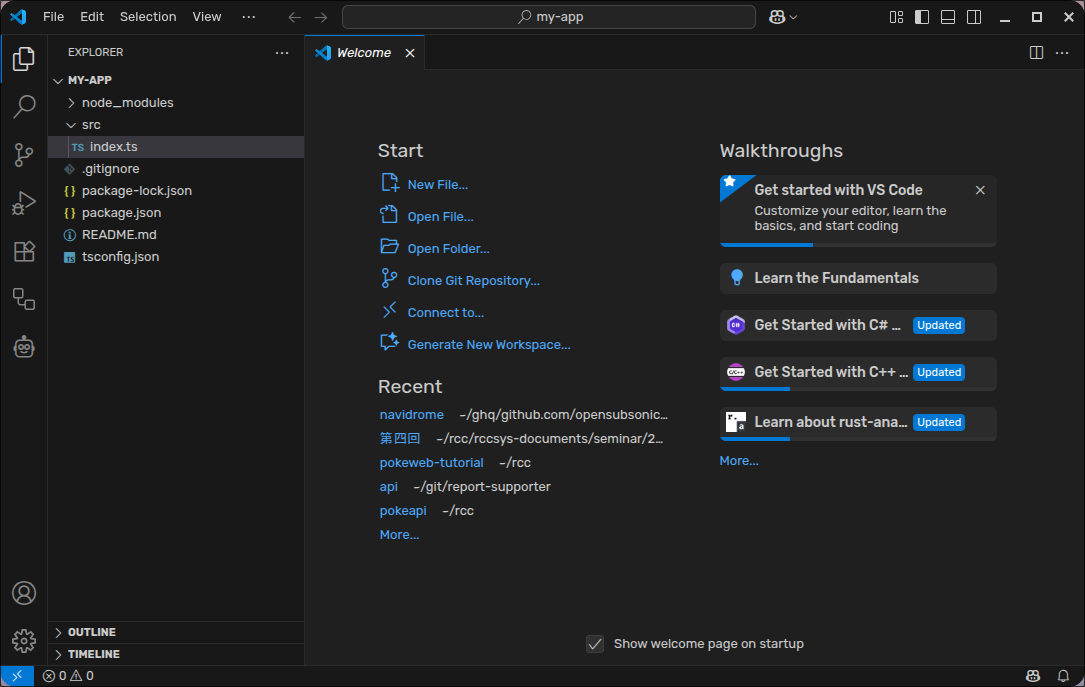 File Edit Selection View ··· my-app
EXPLORER ···
MY-APP
node_modules
src
TS index.ts
.gitignore
{} package-lock.json
{} package.json
README.md
TS tsconfig.json
OUTLINE
TIMELINE
Welcome
Start
New File...
Open File...
Open Folder...
Clone Git Repository...
Connect to...
Generate New Workspace...
Recent
navidrome ~/ghq/github.com/opensubsonic...
第四回 ~/rcc/rccsys-documents/seminar/2...
pokeweb-tutorial ~/rcc
api ~/git/report-supporter
pokeapi ~/rcc
More...
Walkthroughs
Get started with VS Code
Customize your editor, learn the
basics, and start coding
Learn the Fundamentals
Get Started with C# ... Updated
C/C++ Get Started with C++ ... Updated
r. a Learn about rust-ana... Updated
More...
Show welcome page on startup
0 0